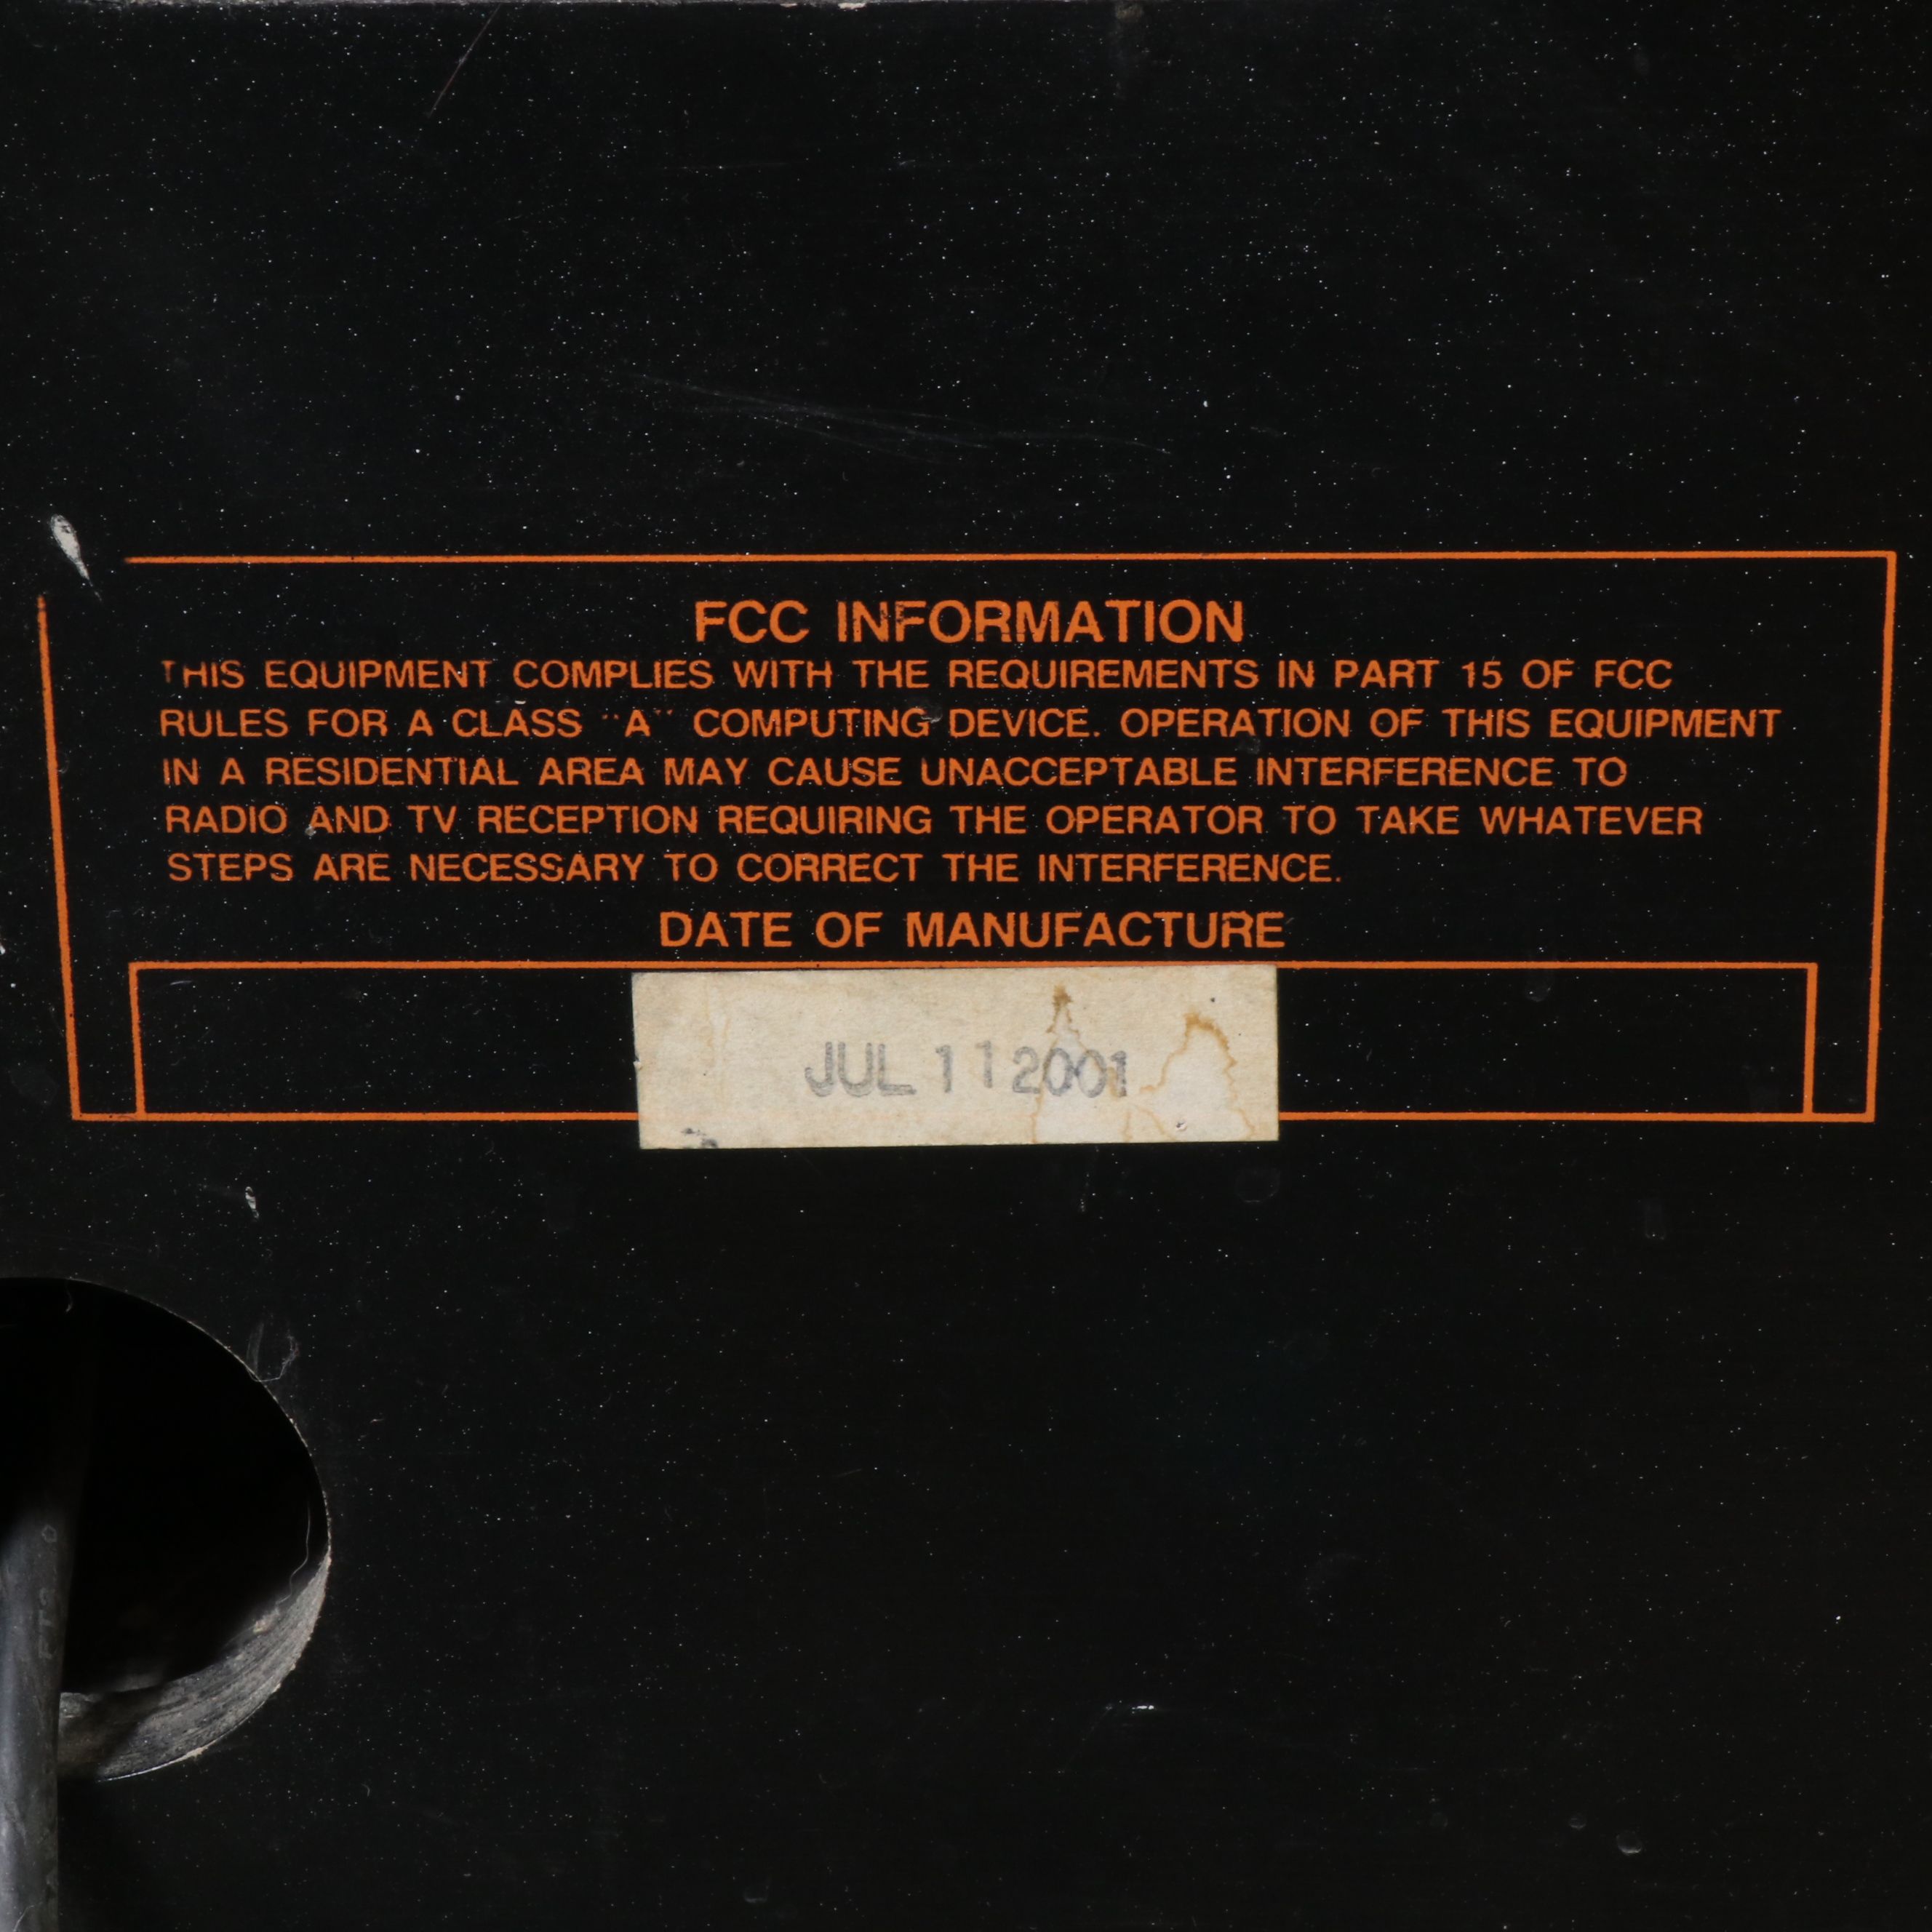 FCC INFORMATION
THIS EQUIPMENT COMPLIES WITH THE REQUIREMENTS IN PART 15 OF FCC
RULES FOR A CLASS "A" COMPUTING DEVICE. OPERATION OF THIS EQUIPMENT
IN A RESIDENTIAL AREA MAY CAUSE UNACCEPTABLE INTERFERENCE TO
RADIO AND TV RECEPTION REQUIRING THE OPERATOR TO TAKE WHATEVER
STEPS ARE NECESSARY TO CORRECT THE INTERFERENCE.
DATE OF MANUFACTURE
JUL 11 2001